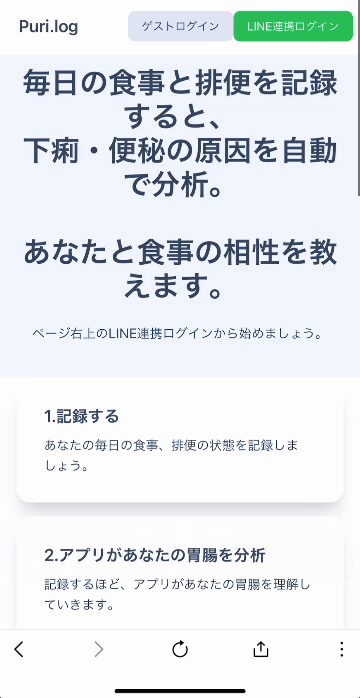 Puri.log
ゲストログイン
LINE連携ログイン
毎日の食事と排便を記録
すると、
下痢・便秘の原因を自動
で分析。
あなたと食事の相性を教
えます。
ページ右上のLINE連携ログインから始めましょう。
1.記録する
あなたの毎日の食事、排便の状態を記録しま
しょう。
2.アプリがあなたの胃腸を分析
記録するほど、アプリがあなたの胃腸を理解し
ていきます。